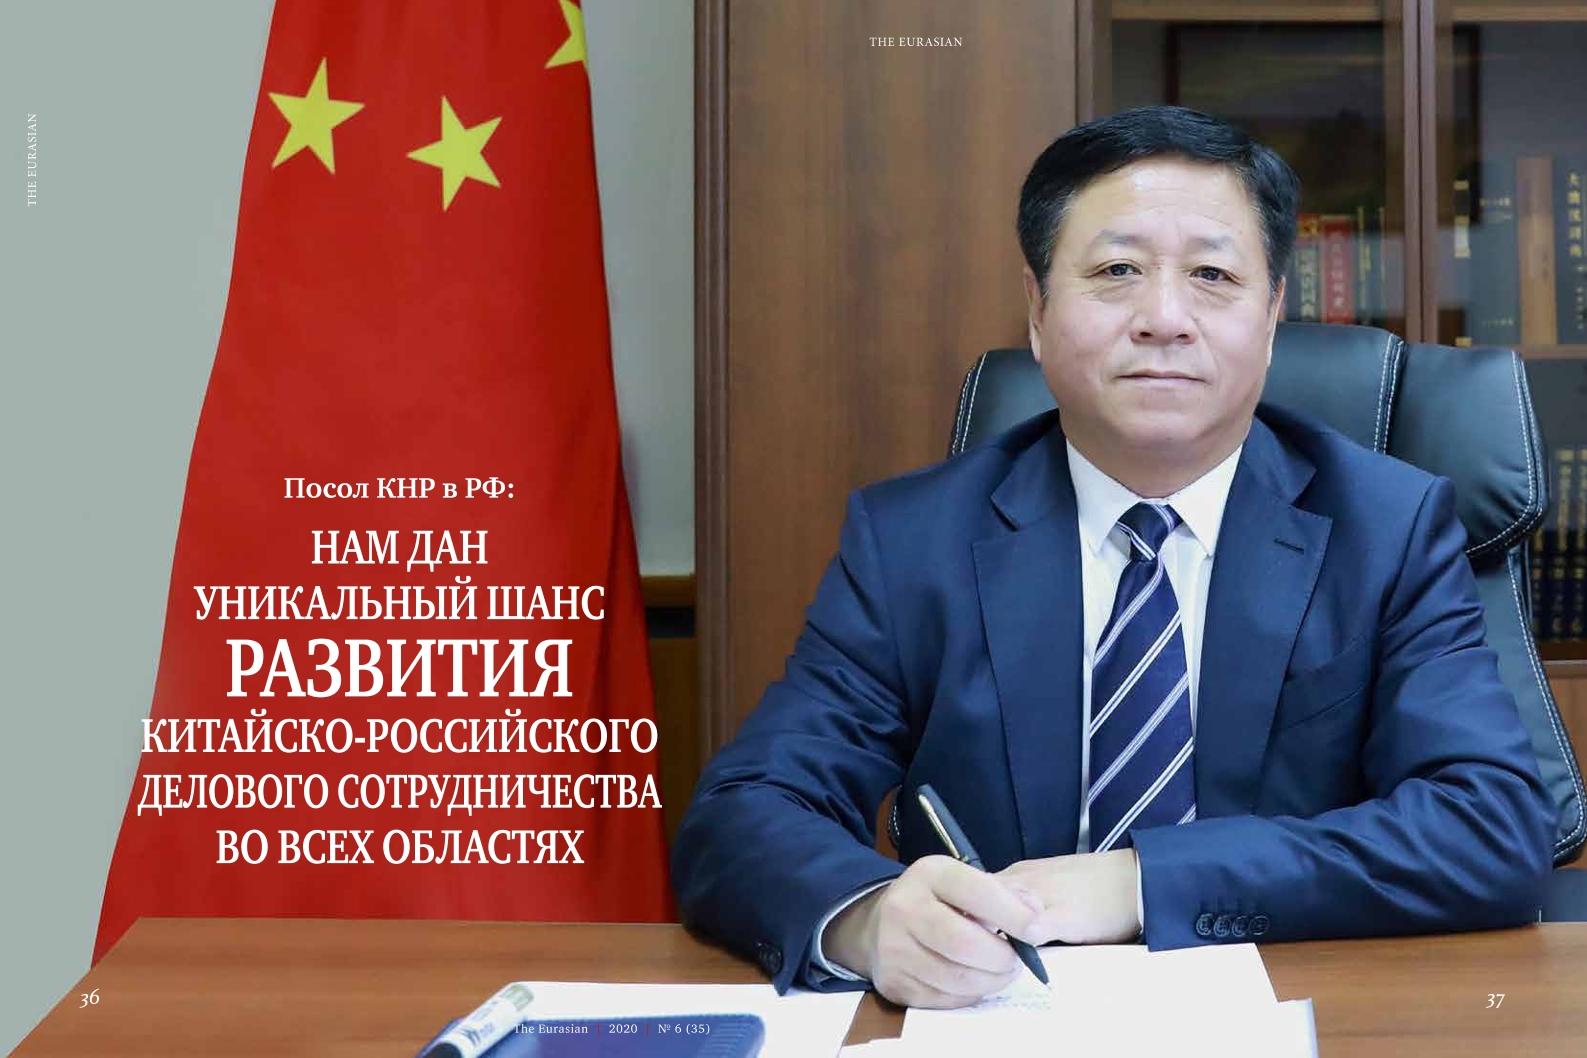 THE EURASIAN
THE EURASIAN
Посол КНР в РФ:
НАМ ДАН
УНИКАЛЬНЫЙ ШАНС
РАЗВИТИЯ
КИТАЙСКО-РОССИЙСКОГО
ДЕЛОВОГО СОТРУДНИЧЕСТВА
ВО ВСЕХ ОБЛАСТЯХ
36
The Eurasian | 2020 | № 6 (35)
37